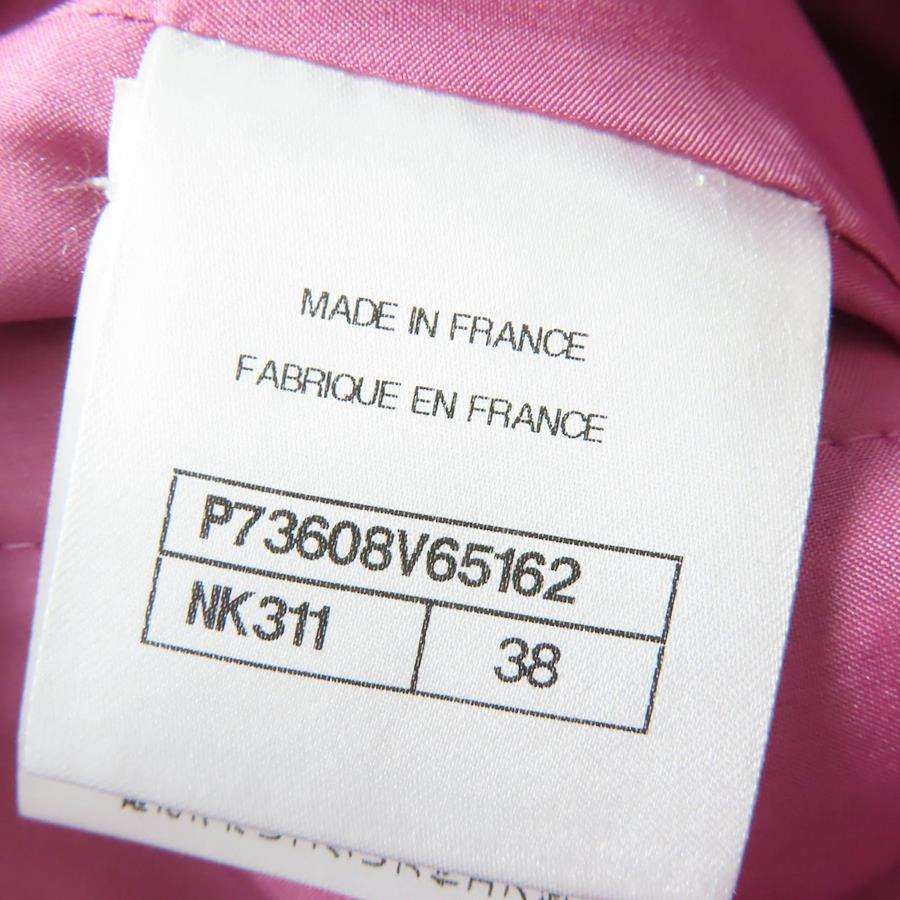 MADE IN FRANCE
FABRIQUE EN FRANCE
P73608V65162
NK311 38